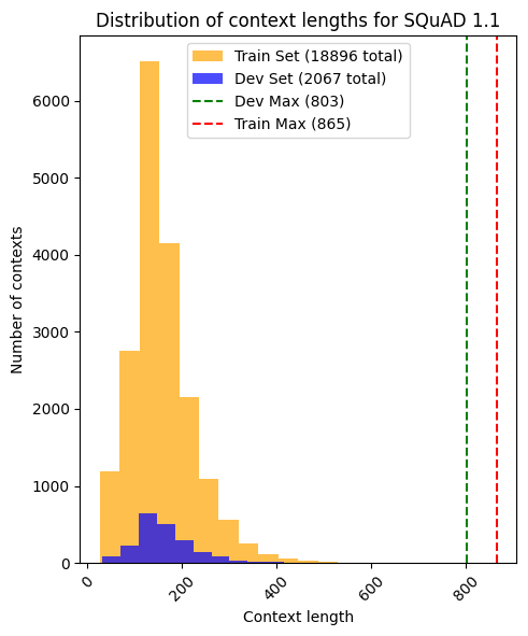 Distribution of context lengths for SQuAD 1.1
Train Set (18896 total)
Dev Set (2067 total)
Dev Max (803)
Train Max (865)
Number of contexts
6000
5000
4000
3000
2000
1000
0
0
200
400
600
800
Context length